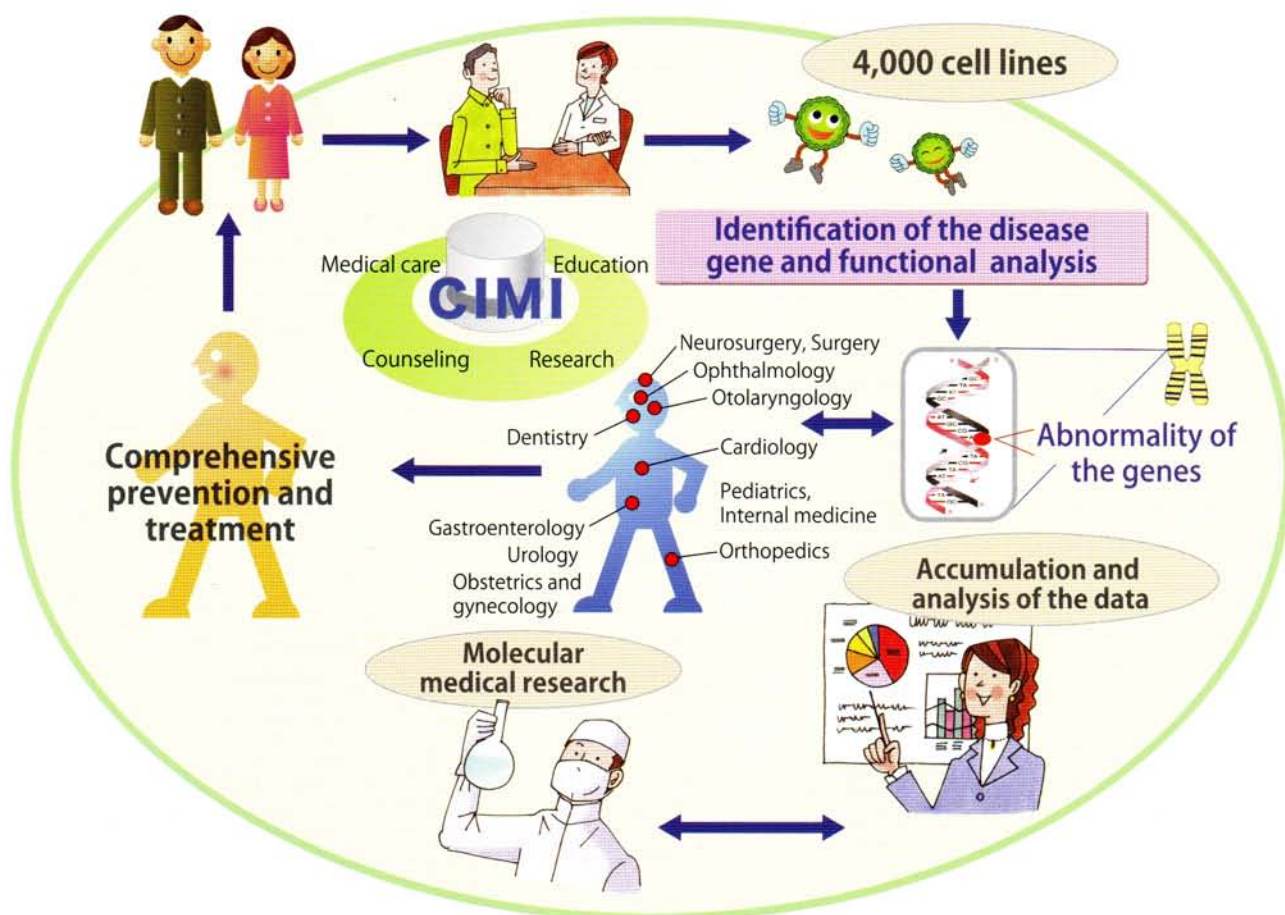 4,000 cell lines
Identification of the disease
gene and functional analysis
Medical care
Education
CIMI
Counseling
Research
Neurosurgery, Surgery
Ophthalmology
Otolaryngology
Dentistry
Cardiology
Pediatrics,
Internal medicine
Gastroenterology
Urology
Obstetrics and
gynecology
Orthopedics
Abnormality of
the genes
Comprehensive
prevention and
treatment
Accumulation and
analysis of the data
Molecular
medical research